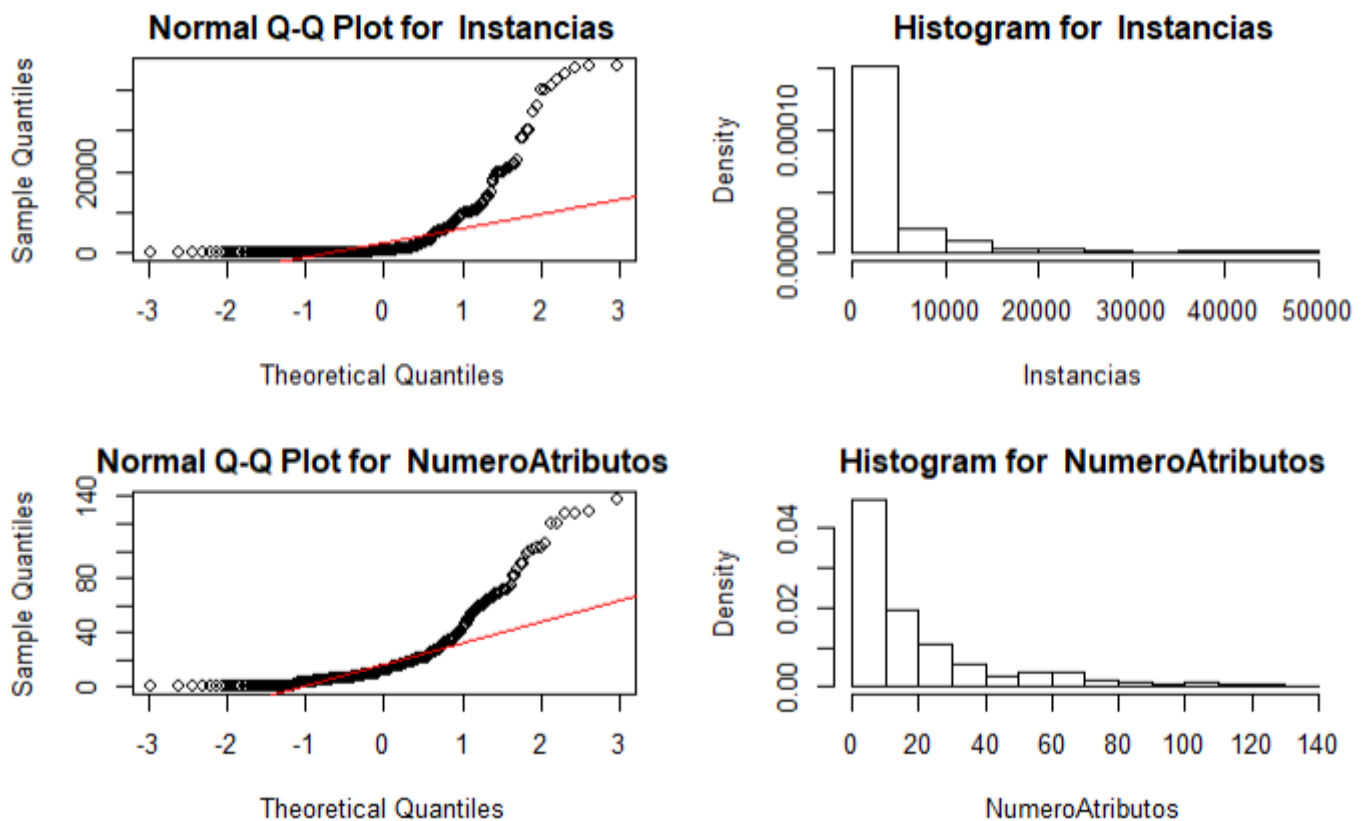 Normal Q-Q Plot for  Instancias
Sample Quantiles
0
20000
-3 -2 -1 0 1 2 3
Theoretical Quantiles
Histogram for  Instancias
Density
0.00000
0.00010
0 10000 20000 30000 40000 50000
Instancias
Normal Q-Q Plot for  NumeroAtributos
Sample Quantiles
0 40 80 140
-3 -2 -1 0 1 2 3
Theoretical Quantiles
Histogram for  NumeroAtributos
Density
0.00 0.02 0.04
0 20 40 60 80 100 120 140
NumeroAtributos